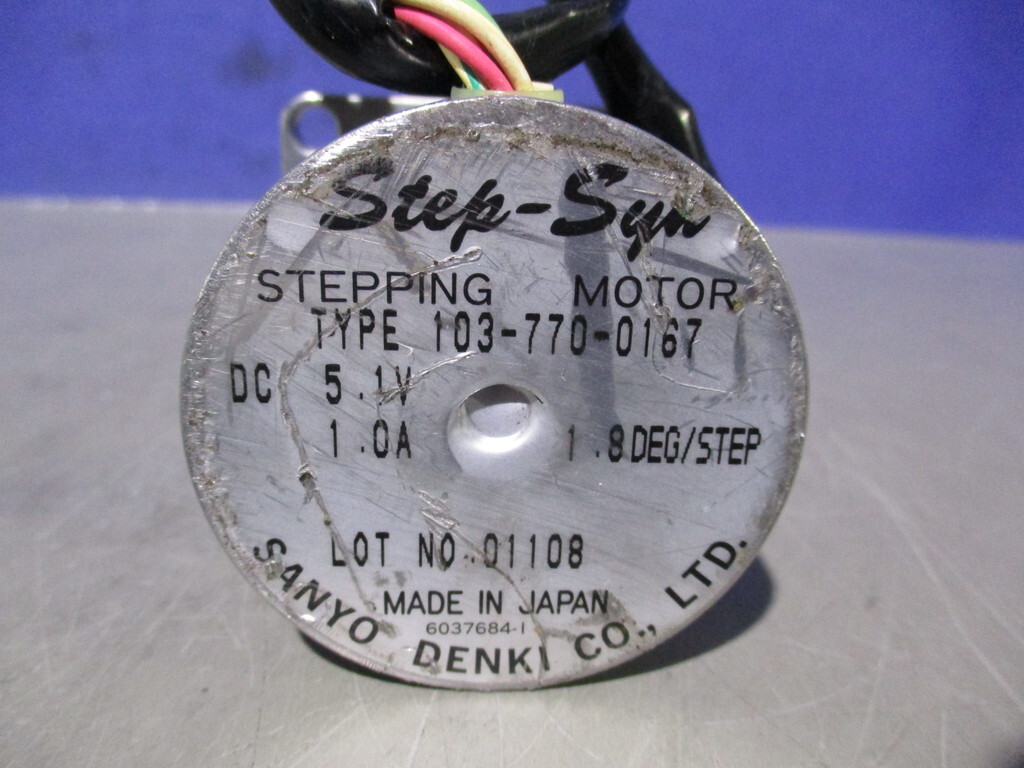 Step-Syn
STEPPING MOTOR
TYPE 103-770-0167
DC 5.1V
1.0A 1.8DEG/STEP
LOT NO.01108
MADE IN JAPAN
6037684-1
SANYO DENKI CO., LTD.